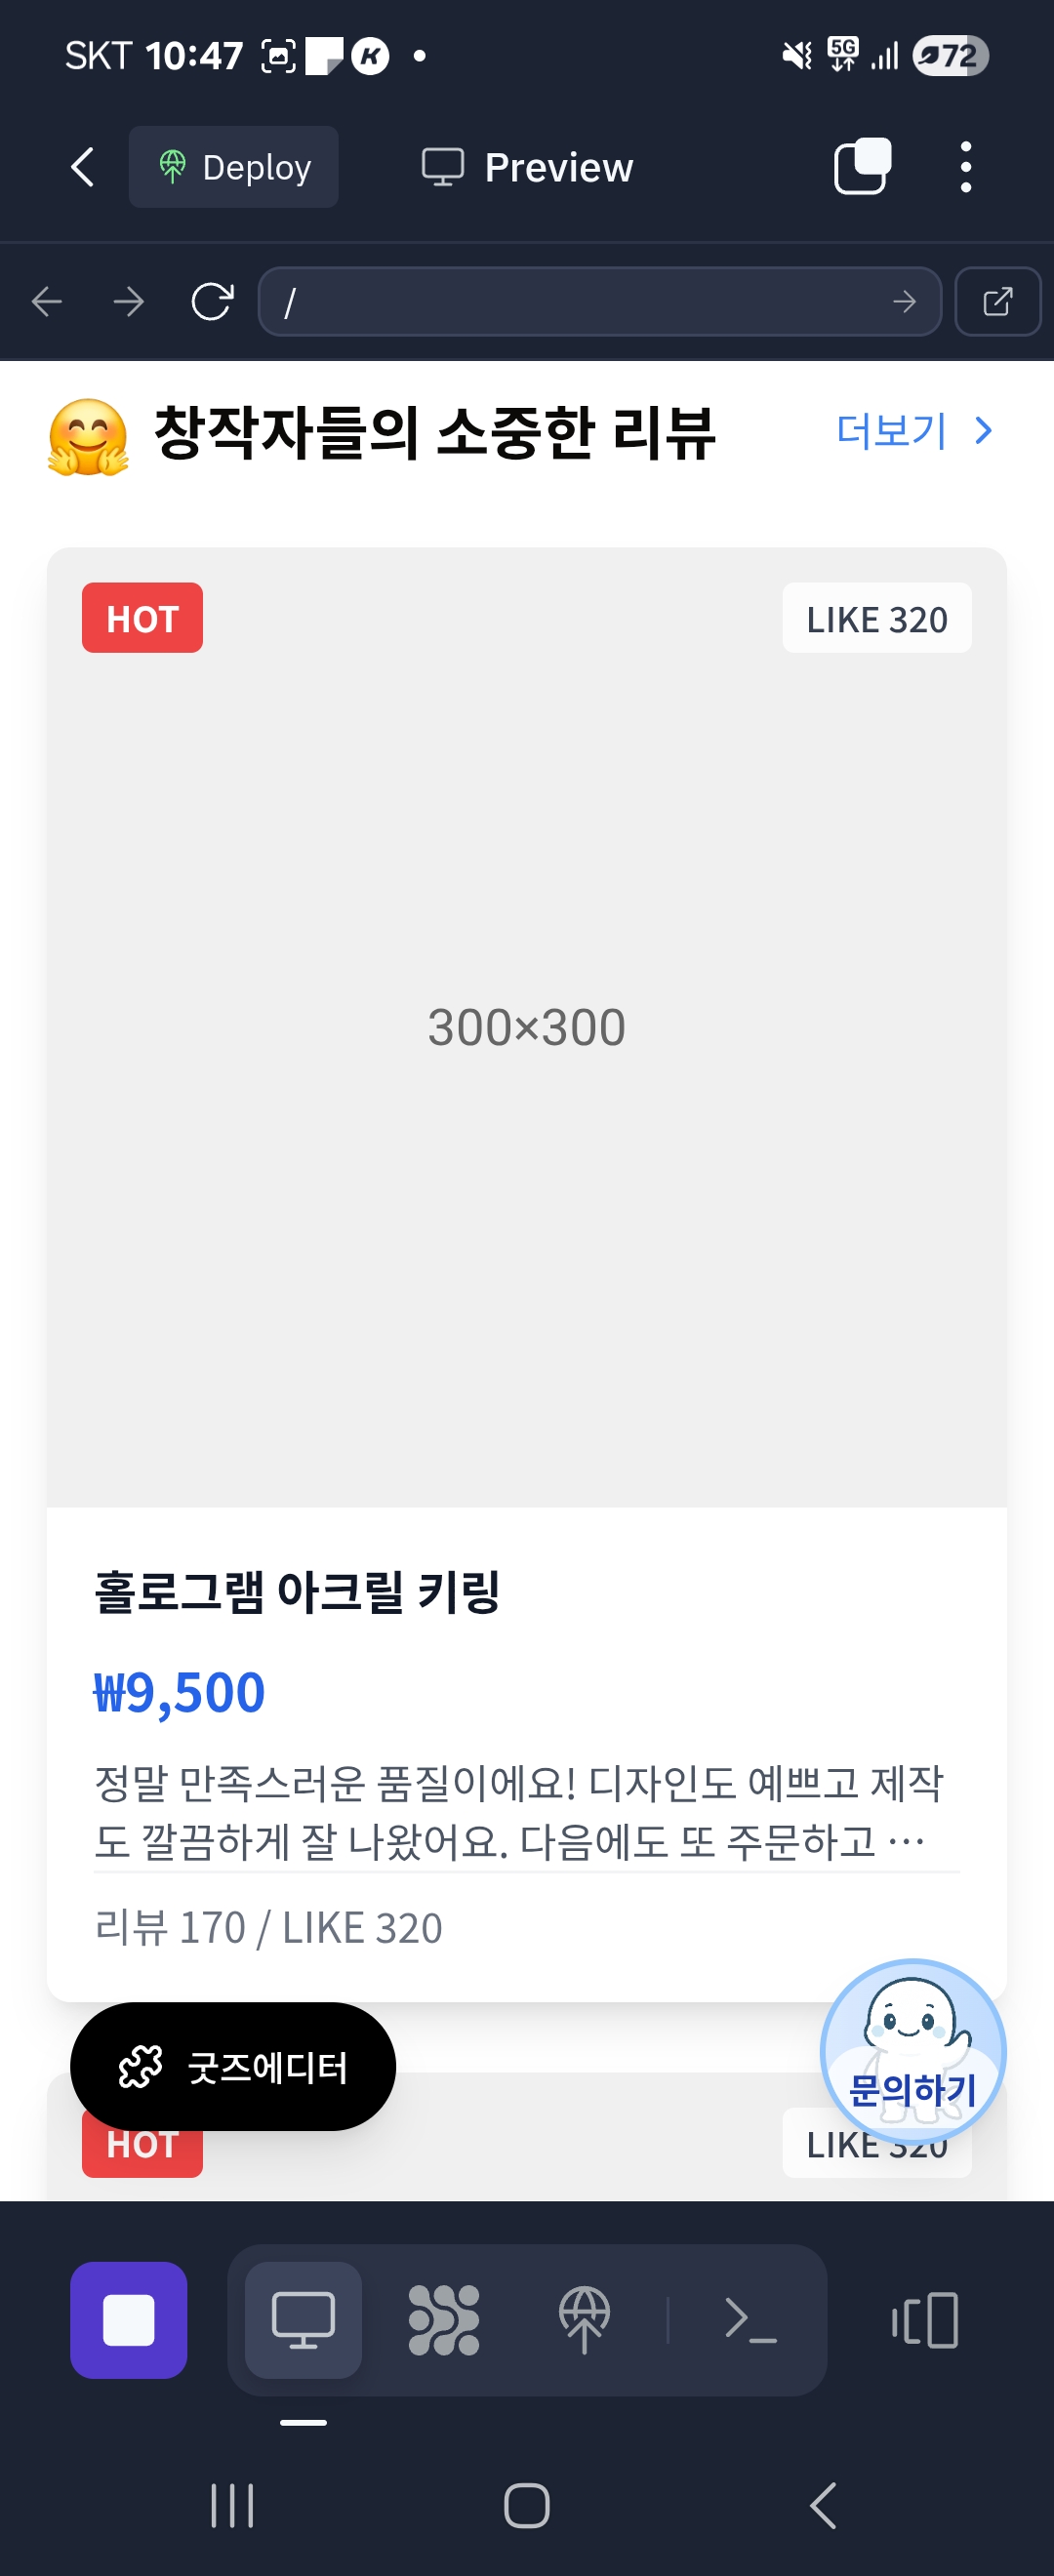 SKT 10:47
5G
72
Deploy
Preview
/
창작자들의 소중한 리뷰
더보기
HOT
LIKE 320
300×300
홀로그램 아크릴 키링
₩9,500
정말 만족스러운 품질이에요! 디자인도 예쁘고 제작
도 깔끔하게 잘 나왔어요. 다음에도 또 주문하고 ...
리뷰 170 / LIKE 320
굿즈에디터
문의하기
HOT
LIKE 320